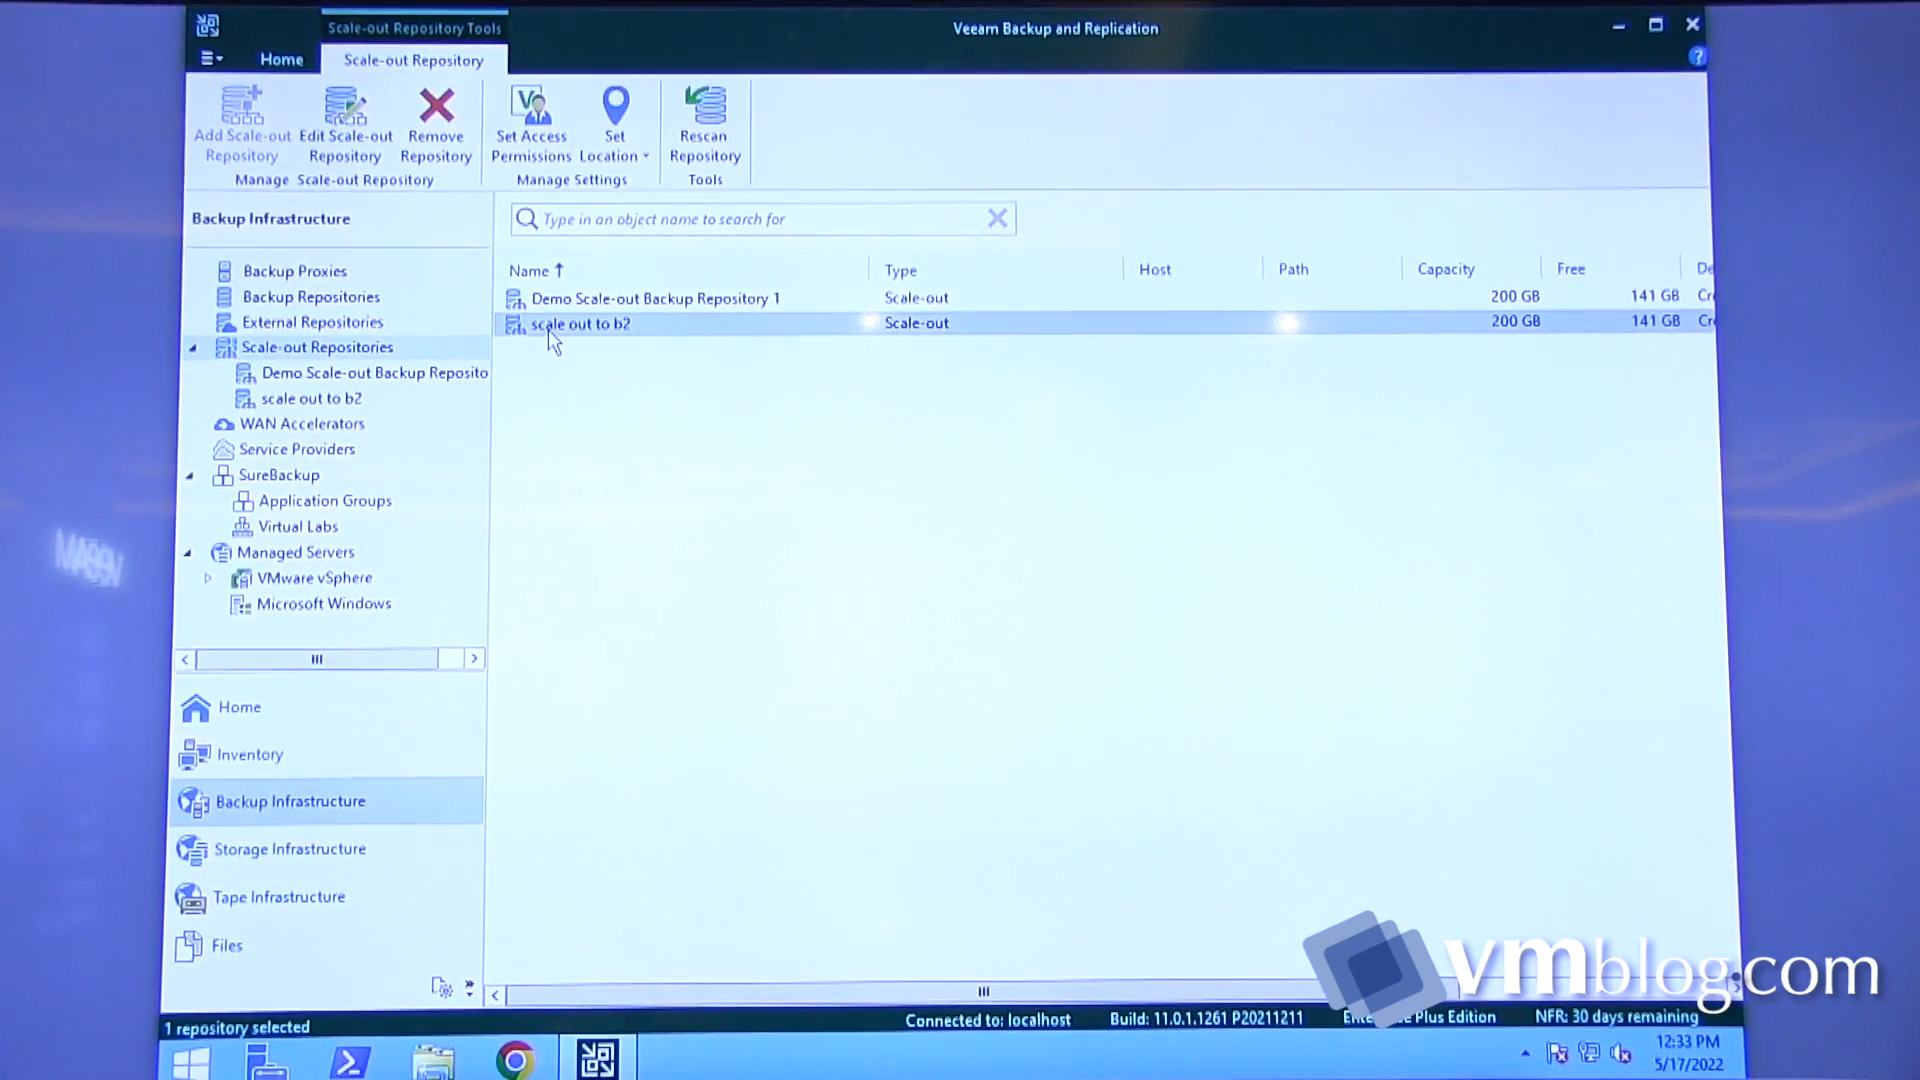 Scale-out Repository Tools
Veeam Backup and Replication
Home
Scale-out Repository
Add Scale-out Repository
Edit Scale-out Repository
Remove Repository
Set Access Permissions
Set Location
Rescan Repository
Manage Scale-out Repository
Manage Settings
Tools
Backup Infrastructure
Type in an object name to search for
Backup Proxies
Backup Repositories
External Repositories
Scale-out Repositories
Demo Scale-out Backup Reposito
scale out to b2
WAN Accelerators
Service Providers
SureBackup
Application Groups
Virtual Labs
Managed Servers
VMware vSphere
Microsoft Windows
Name Type Host Path Capacity Free De
Demo Scale-out Backup Repository 1 Scale-out 200 GB 141 GB Cr
scale out to b2 Scale-out 200 GB 141 GB Cr
Home
Inventory
Backup Infrastructure
Storage Infrastructure
Tape Infrastructure
Files
vmblog.com
1 repository selected
Connected to: localhost
Build: 11.0.1.1261 P20211211
Plus Edition
NFR: 30 days remaining
12:33 PM
5/17/2022